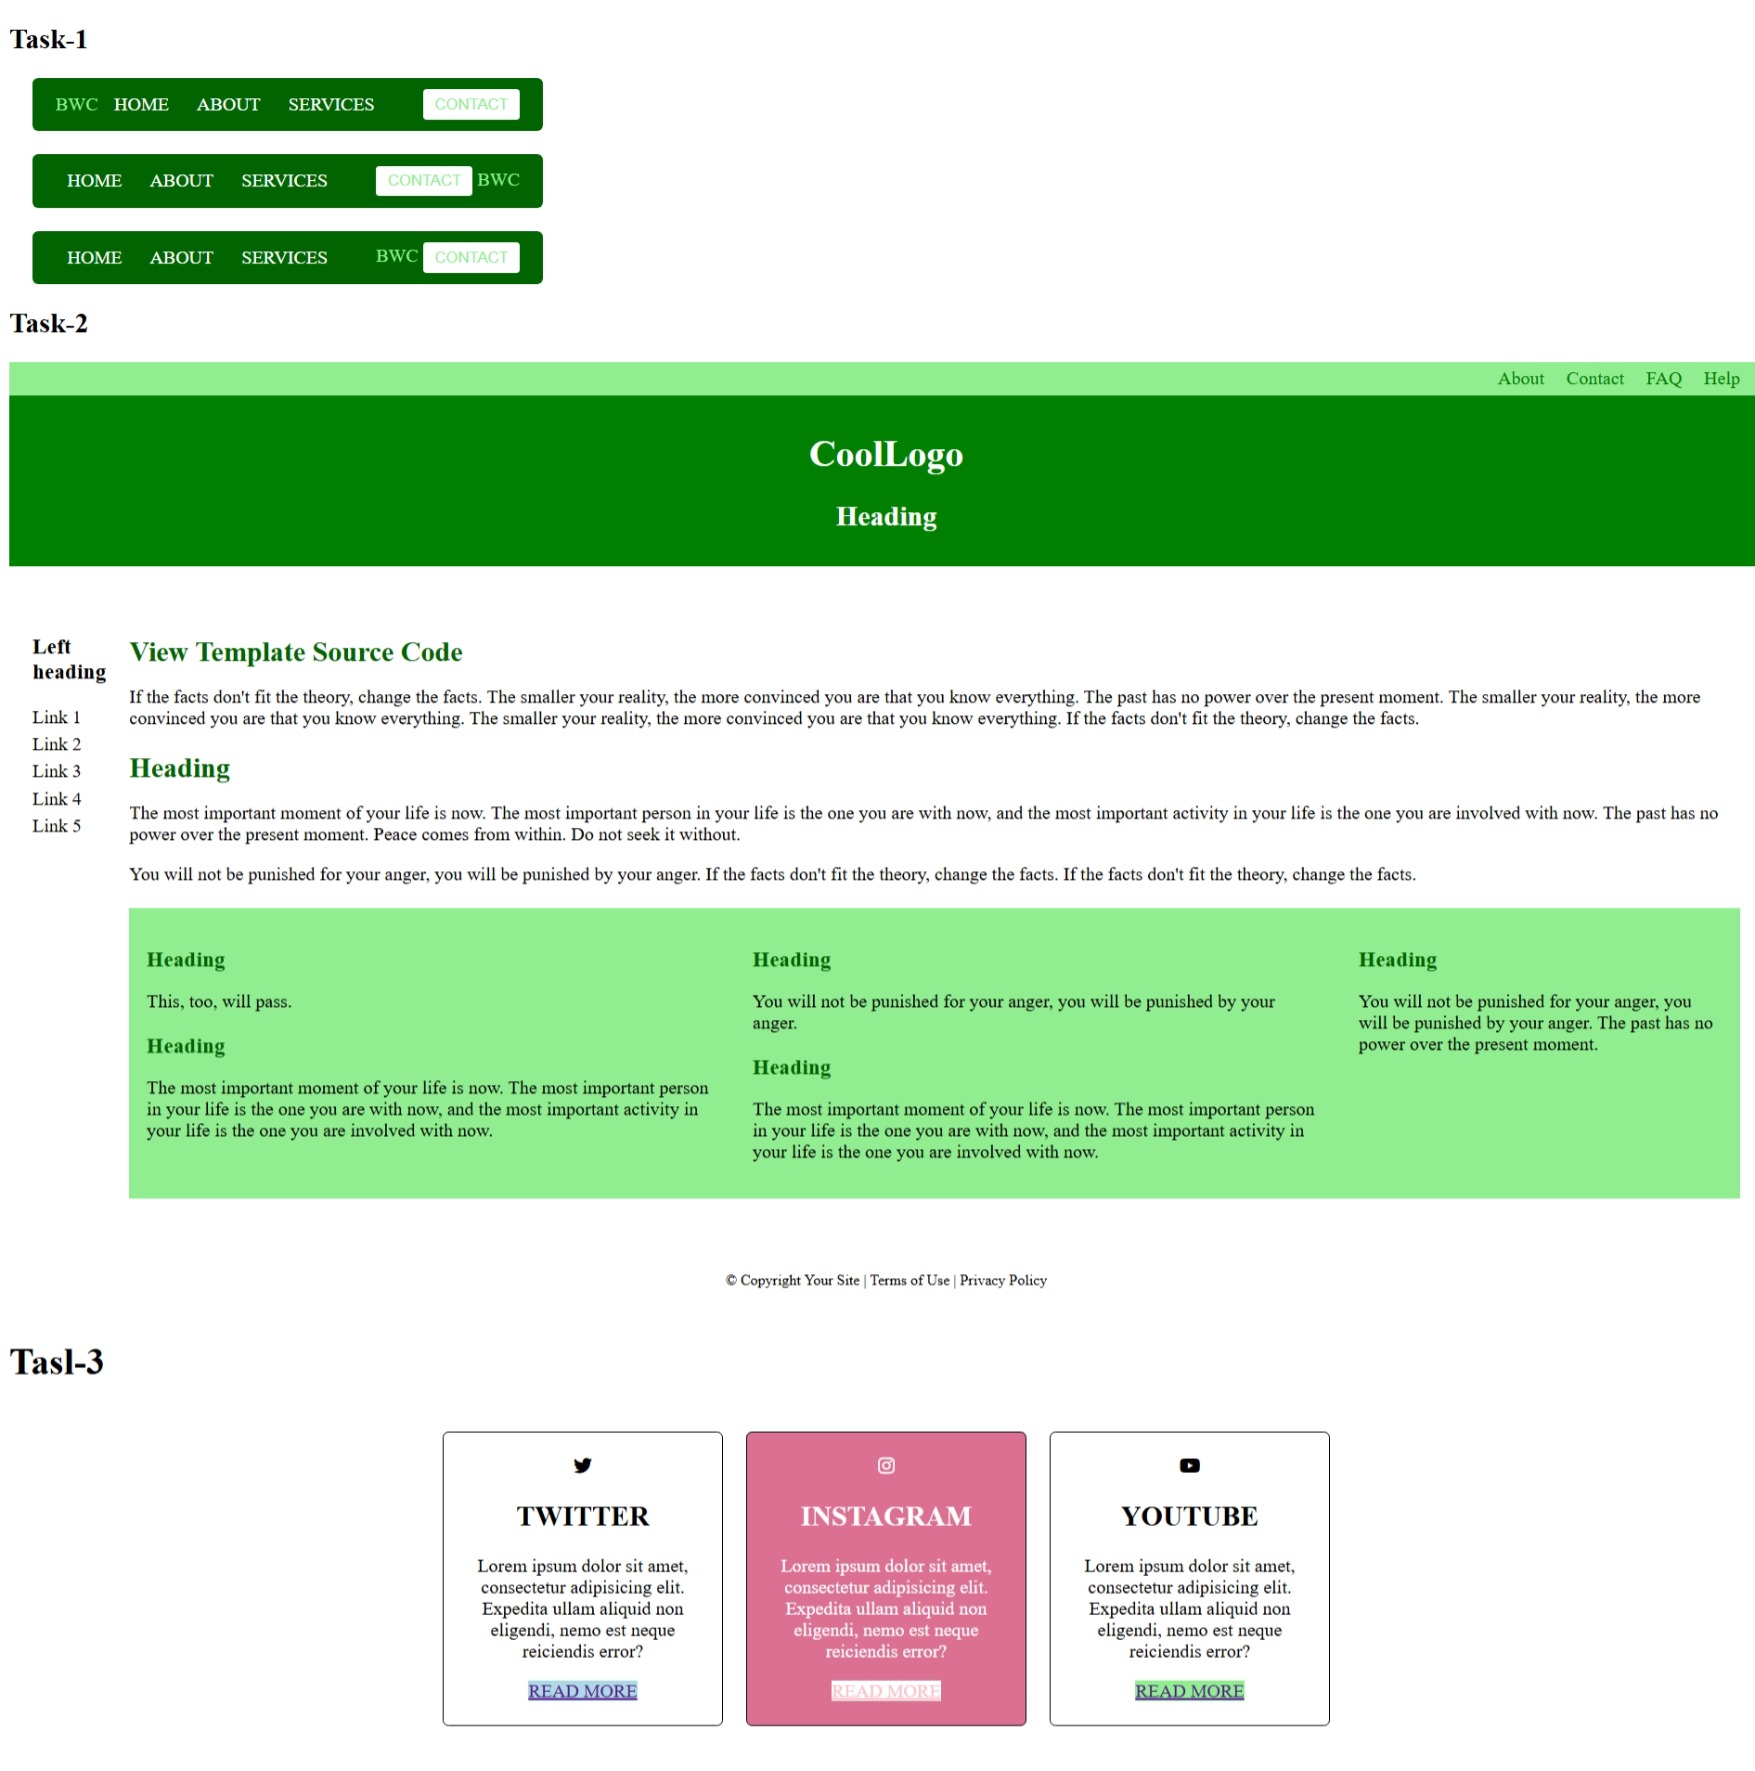 Task-1
BWC HOME ABOUT SERVICES CONTACT
HOME ABOUT SERVICES CONTACT BWC
HOME ABOUT SERVICES BWC CONTACT
Task-2
About Contact FAQ Help
CoolLogo
Heading
Left
heading
Link 1
Link 2
Link 3
Link 4
Link 5
View Template Source Code
If the facts don't fit the theory, change the facts. The smaller your reality, the more convinced you are that you know everything. The past has no power over the present moment. The smaller your reality, the more
convinced you are that you know everything. The smaller your reality, the more convinced you are that you know everything. If the facts don't fit the theory, change the facts.
Heading
The most important moment of your life is now. The most important person in your life is the one you are with now, and the most important activity in your life is the one you are involved with now. The past has no
power over the present moment. Peace comes from within. Do not seek it without.
You will not be punished for your anger, you will be punished by your anger. If the facts don't fit the theory, change the facts. If the facts don't fit the theory, change the facts.
Heading
This, too, will pass.
Heading
The most important moment of your life is now. The most important person
in your life is the one you are with now, and the most important activity in
your life is the one you are involved with now.
Heading
You will not be punished for your anger, you will be punished by your
anger.
Heading
The most important moment of your life is now. The most important person
in your life is the one you are with now, and the most important activity in
your life is the one you are involved with now.
Heading
You will not be punished for your anger, you
will be punished by your anger. The past has no
power over the present moment.
© Copyright Your Site | Terms of Use | Privacy Policy
Tasl-3
TWITTER
Lorem ipsum dolor sit amet,
consectetur adipisicing elit.
Expedita ullam aliquid non
eligendi, nemo est neque
reiciendis error?
READ MORE
INSTAGRAM
Lorem ipsum dolor sit amet,
consectetur adipisicing elit.
Expedita ullam aliquid non
eligendi, nemo est neque
reiciendis error?
READ MORE
YOUTUBE
Lorem ipsum dolor sit amet,
consectetur adipisicing elit.
Expedita ullam aliquid non
eligendi, nemo est neque
reiciendis error?
READ MORE